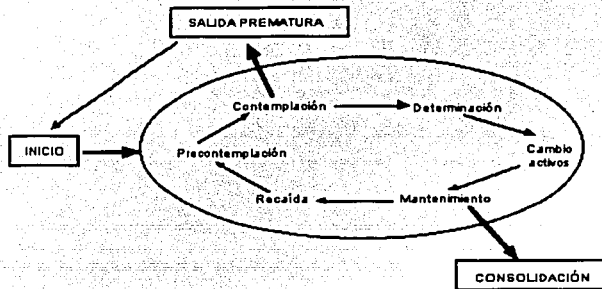 SALIDA PREMATURA
Contemplación
Determinación
INICIO
Precontemplación
Cambio
activos
Recaída
Mantenimiento
CONSOLIDACIÓN